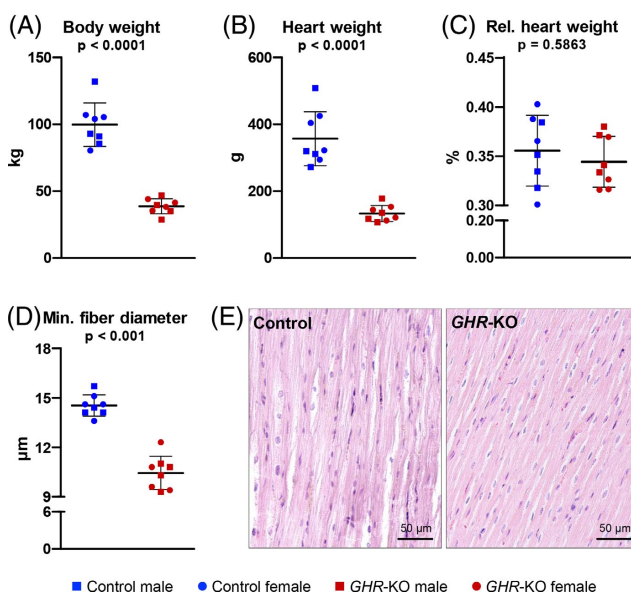 (A) Body weight
p < 0.0001
kg
150
100
50
0
(B) Heart weight
p < 0.0001
g
600
400
200
0
(C) Rel. heart weight
p = 0.5863
%
0.45
0.40
0.35
0.30
0.20
0.00
(D) Min. fiber diameter
p < 0.001
µm
18
15
12
9
6
0
(E)
Control
50 µm
GHR-KO
50 µm
Control male Control female GHR-KO male GHR-KO female